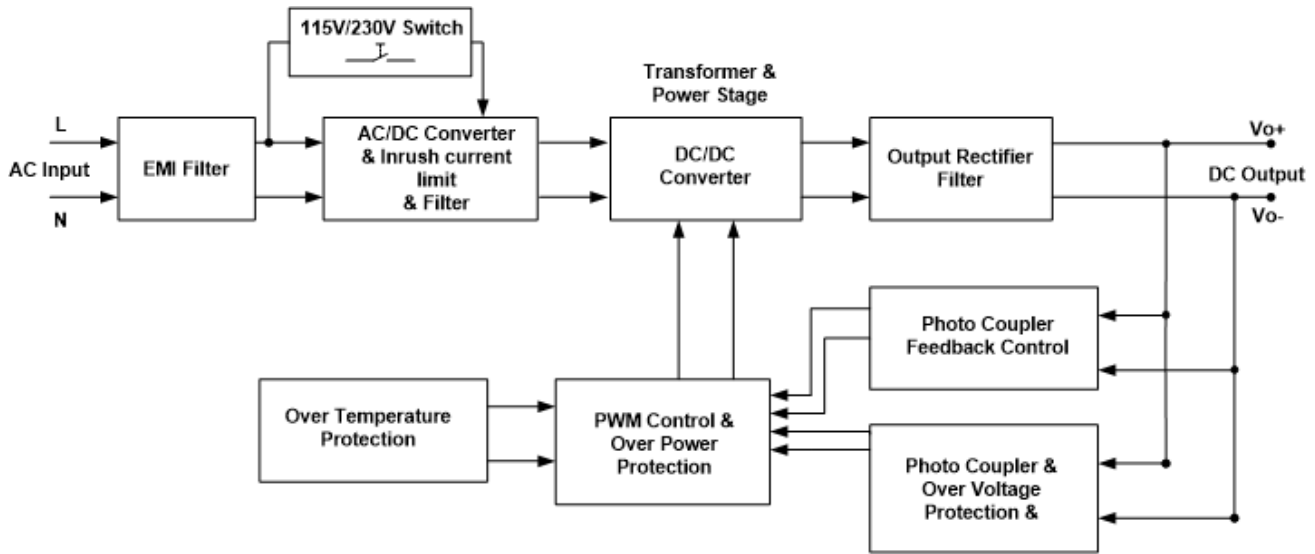 115V/230V Switch
Transformer &
Power Stage
L
AC Input
N
EMI Filter
AC/DC Converter
& Inrush current
limit
& Filter
DC/DC
Converter
Output Rectifier
Filter
Vo+
DC Output
Vo-
Photo Coupler
Feedback Control
Over Temperature
Protection
PWM Control &
Over Power
Protection
Photo Coupler &
Over Voltage
Protection &